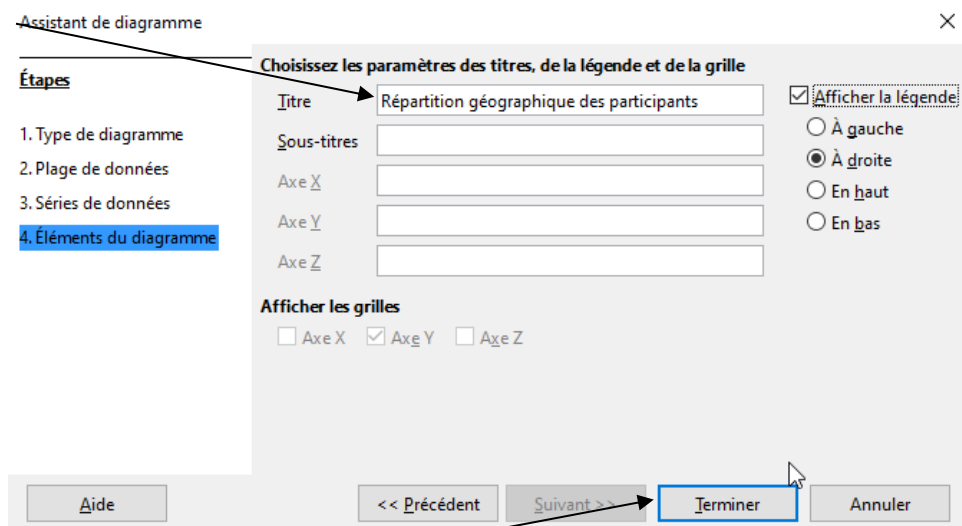 Assistant de diagramme
Étapes
1. Type de diagramme
2. Plage de données
3. Séries de données
4. Éléments du diagramme
Choisissez les paramètres des titres, de la légende et de la grille
Titre Répartition géographique des participants
Sous-titres
Axe X
Axe Y
Axe Z
Afficher la légende
À gauche
À droite
En haut
En bas
Afficher les grilles
Axe X Axe Y Axe Z
Aide << Précédent Suivant >> Terminer Annuler